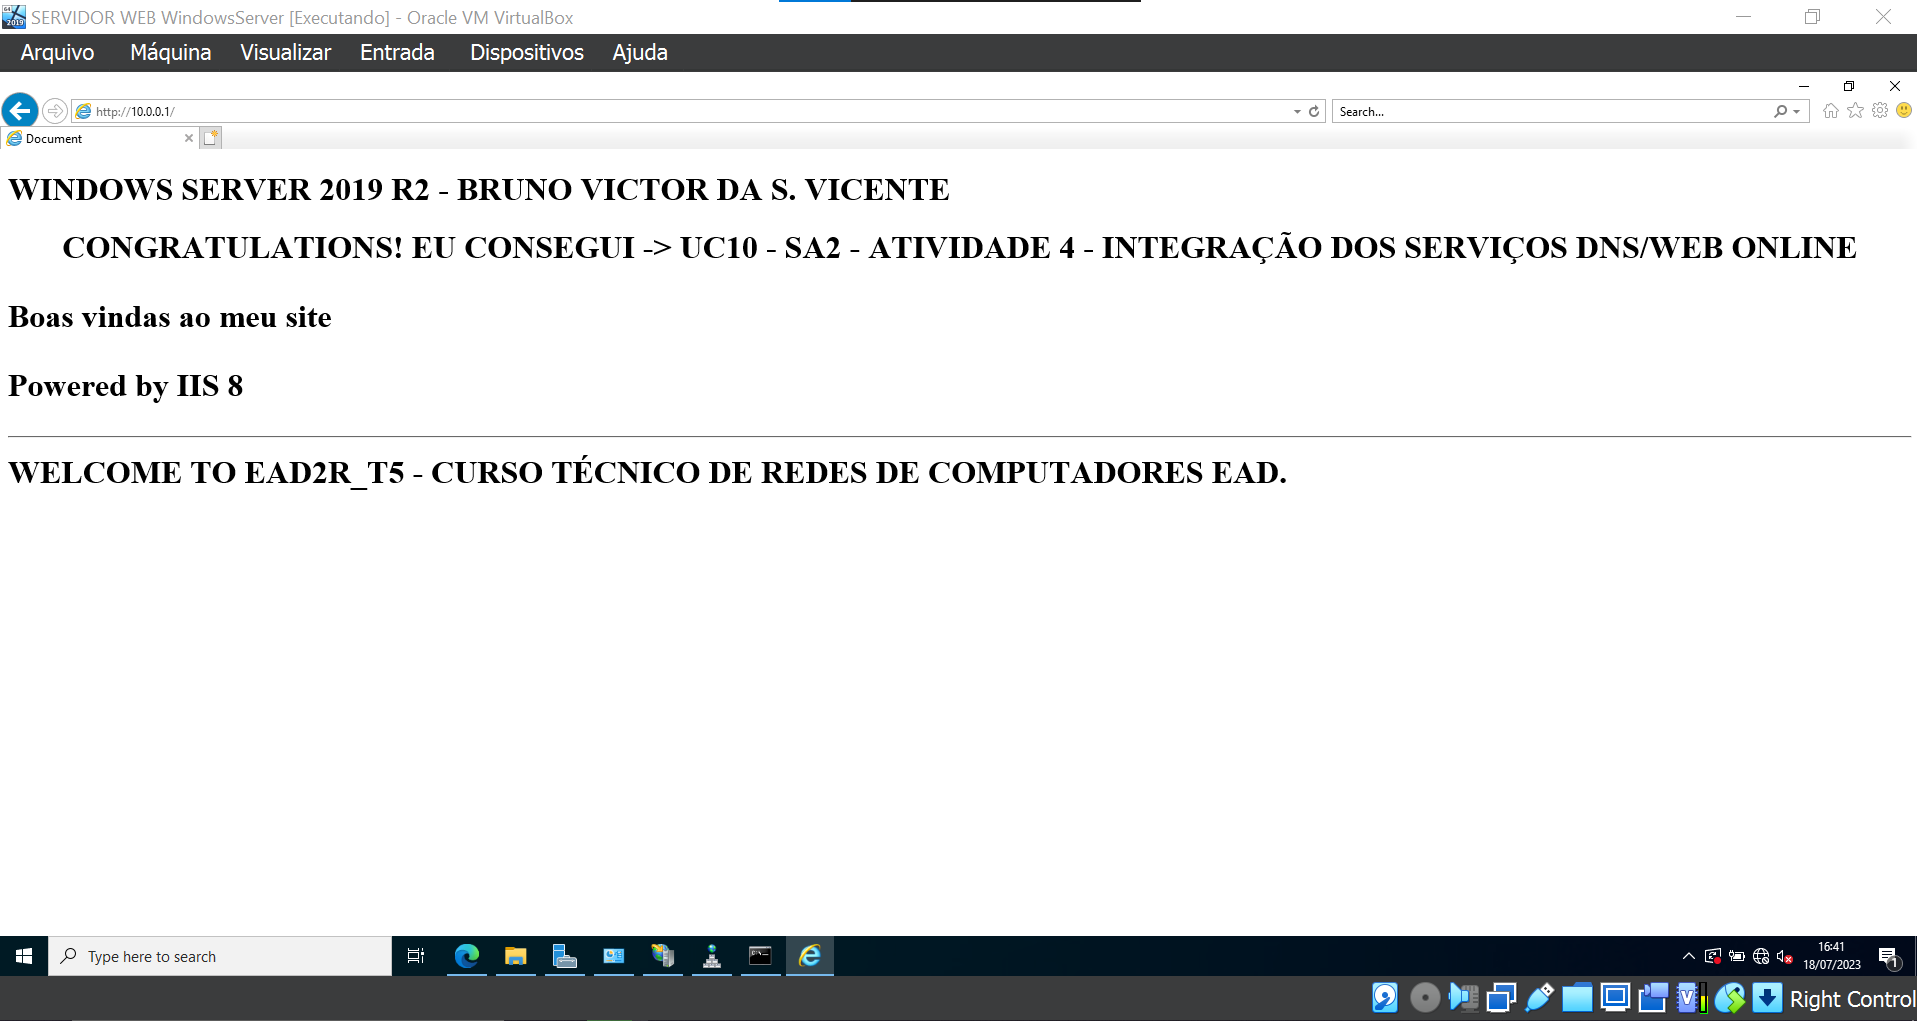 SERVIDOR WEB WindowsServer [Executando] - Oracle VM VirtualBox
Arquivo Máquina Visualizar Entrada Dispositivos Ajuda
http://10.0.0.1/ Search...
Document
WINDOWS SERVER 2019 R2 - BRUNO VICTOR DA S. VICENTE
CONGRATULATIONS! EU CONSEGUI -> UC10 - SA2 - ATIVIDADE 4 - INTEGRAÇÃO DOS SERVIÇOS DNS/WEB ONLINE
Boas vindas ao meu site
Powered by IIS 8
WELCOME TO EAD2R_T5 - CURSO TÉCNICO DE REDES DE COMPUTADORES EAD.
Type here to search
16:41
18/07/2023
1
Right Control